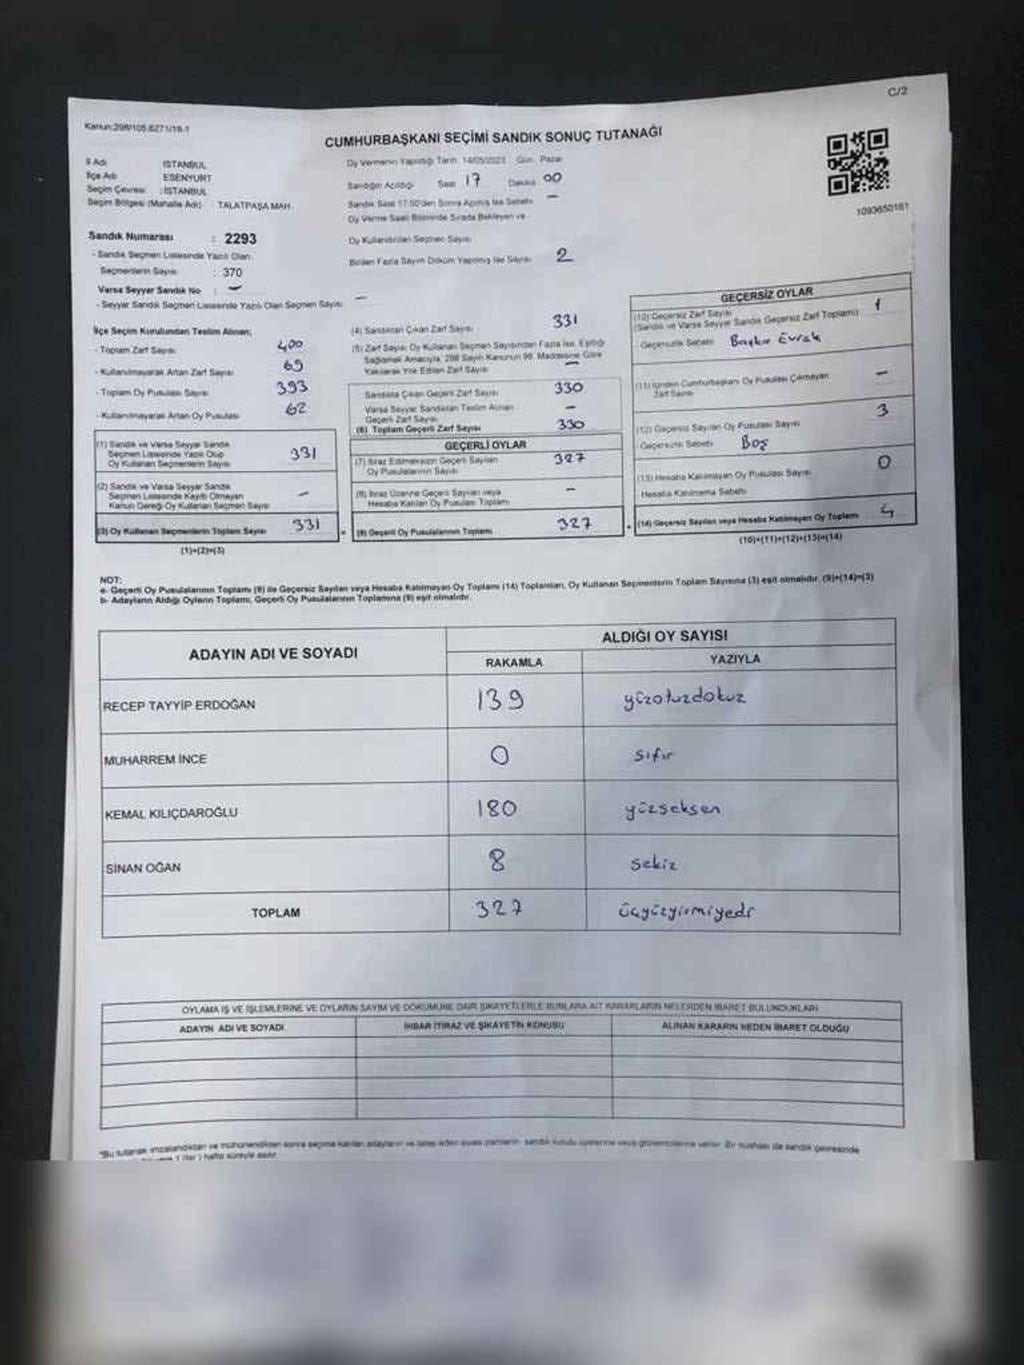 C/2
Kanun:298/105,6271/18-1
CUMHURBAŞKANI SEÇİMİ SANDIK SONUÇ TUTANAĞI
İl Adı İSTANBUL
İlçe Adı ESENYURT
Seçim Çevresi :İSTANBUL
Seçim Bölgesi (Mahalle Adı) : TALATPAŞA MAH.
Sandık Numarası : 2293
- Sandık Seçmen Listesinde Yazılı Olan
Seçmenlerin Sayısı : 370
Varsa Seyyar Sandık No : -
- Seyyar Sandık Seçmen Listesinde Yazılı Olan Seçmen Sayısı: -
Oy Vermenin Yapıldığı Tarih 14/05/2023 Gün: Pazar
Sandığın Açıldığı Saat 17 Dakika 00
Sandık Saat 17.00'den Sonra Açılmış İse Sebebi -
Oy Verme Saati Bitiminde Sırada Bekleyen ve
Oy Kullandırılan Seçmen Sayısı
Birden Fazla Sayım Döküm Yapılmış İse Sayısı 2
1093650161
İlçe Seçim Kurulundan Teslim Alınan;
- Toplam Zarf Sayısı 400
- Kullanılmayarak Artan Zarf Sayısı 69
- Toplam Oy Pusulası Sayısı 393
- Kullanılmayarak Artan Oy Pusulası 62
(1) Sandık ve Varsa Seyyar Sandık
Seçmen Listesinde Yazılı Olup
Oy Kullanan Seçmenlerin Sayısı 331
(2) Sandık ve Varsa Seyyar Sandık
Seçmen Listesinde Kayıtlı Olmayan
Kanun Gereği Oy Kullanan Seçmen Sayısı -
(3) Oy Kullanan Seçmenlerin Toplam Sayısı 331
(1)+(2)=(3)
(4) Sandıktan Çıkan Zarf Sayısı 331
(5) Zarf Sayısı Oy Kullanan Seçmen Sayısından Fazla İse, Eşitliği
Sağlamak Amacıyla, 298 Sayılı Kanunun 98. Maddesine Göre
Yakılarak Yok Edilen Zarf Sayısı -
Sandıkta Çıkan Geçerli Zarf Sayısı 330
Varsa Seyyar Sandıktan Teslim Alınan
Geçerli Zarf Sayısı -
(6) Toplam Geçerli Zarf Sayısı 330
GEÇERLİ OYLAR
(7) İtiraz Edilmeksizin Geçerli Sayılan
Oy Pusulalarının Sayısı 327
(8) İtiraz Üzerine Geçerli Sayılan veya
Hesaba Katılan Oy Pusulası Toplamı -
(9) Geçerli Oy Pusulalarının Toplamı 327
GEÇERSİZ OYLAR
(10) Geçersiz Zarf Sayısı
(Sandık ve Varsa Seyyar Sandık Geçersiz Zarf Toplamı) 1
Geçersizlik Sebebi Başka Evrak
(11) İçinden Cumhurbaşkanı Oy Pusulası Çıkmayan
Zarf Sayısı -
(12) Geçersiz Sayılan Oy Pusulası Sayısı 3
Geçersizlik Sebebi Boş
(13) Hesaba Katılmayan Oy Pusulası Sayısı 0
Hesaba Katılmama Sebebi
(14) Geçersiz Sayılan veya Hesaba Katılmayan Oy Toplamı 4
(10)+(11)+(12)+(13)=(14)
NOT:
a- Geçerli Oy Pusulalarının Toplamı (9) ile Geçersiz Sayılan veya Hesaba Katılmayan Oy Toplamı (14) Toplamları, Oy Kullanan Seçmenlerin Toplam Sayısına (3) eşit olmalıdır. (9)+(14)=(3)
b- Adayların Aldığı Oyların Toplamı, Geçerli Oy Pusulalarının Toplamına (9) eşit olmalıdır.
ADAYIN ADI VE SOYADI ALDIĞI OY SAYISI
RAKAMLA YAZIYLA
RECEP TAYYİP ERDOĞAN 139 yüzotuzdokuz
MUHARREM İNCE 0 sıfır
KEMAL KILIÇDAROĞLU 180 yüzseksen
SİNAN OĞAN 8 sekiz
TOPLAM 327 üçyüzyirmiyedi
OYLAMA İŞ VE İŞLEMLERİNE VE OYLARIN SAYIM VE DÖKÜMÜNE DAİR ŞİKAYETLERLE BUNLARA AİT KARARLARIN NELERDEN İBARET BULUNDUKLARI
ADAYIN ADI VE SOYADI İHBAR İTİRAZ VE ŞİKAYETİN KONUSU ALINAN KARARIN NEDEN İBARET OLDUĞU
"Bu tutanak imzalandıktan ve mühürlendikten sonra seçime katılan adayların ve talep eden siyasi partilerin sandık kurulu üyelerine veya gözlemcilerine verilir. Bir nüshası da sandık çevresinde
hafta süreyle asılır.